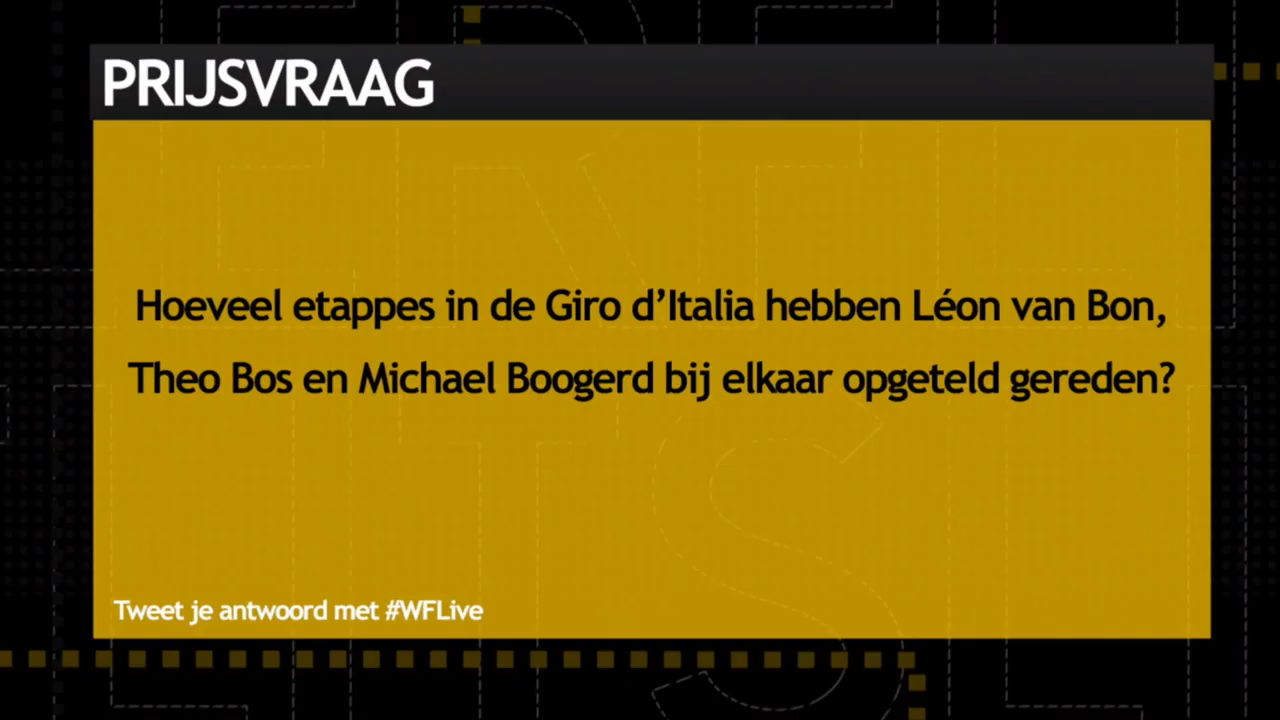 PRIJSVRAAG
Hoeveel etappes in de Giro d’Italia hebben Léon van Bon,
Theo Bos en Michael Boogerd bij elkaar opgeteld gereden?
Tweet je antwoord met #WFLive